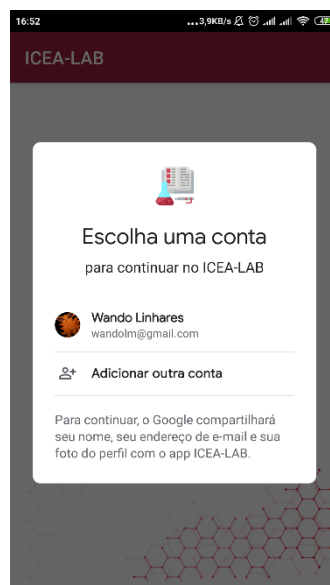 16:52
...3,9KB/s
47
ICEA-LAB
Escolha uma conta
para continuar no ICEA-LAB
Wando Linhares
wandolm@gmail.com
Adicionar outra conta
Para continuar, o Google compartilhará
seu nome, seu endereço de e-mail e sua
foto do perfil com o app ICEA-LAB.